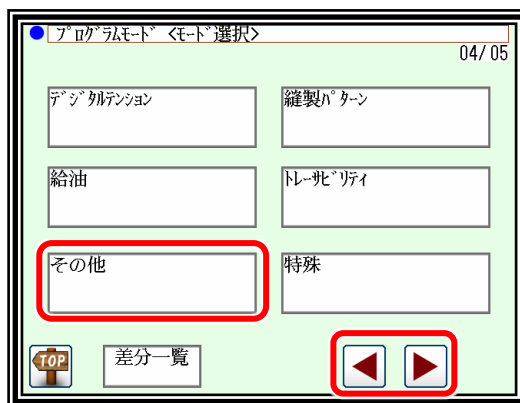 ﾌﾟﾛｸﾞﾗﾑﾓｰﾄﾞ <ﾓｰﾄﾞ選択>
04/05
ﾃﾞｼﾞﾀﾙﾃﾝｼｮﾝ
縫製ﾊﾟﾀｰﾝ
給油
ﾄﾚｰｻﾋﾞﾘﾃｨ
その他
特殊
TOP
差分一覧